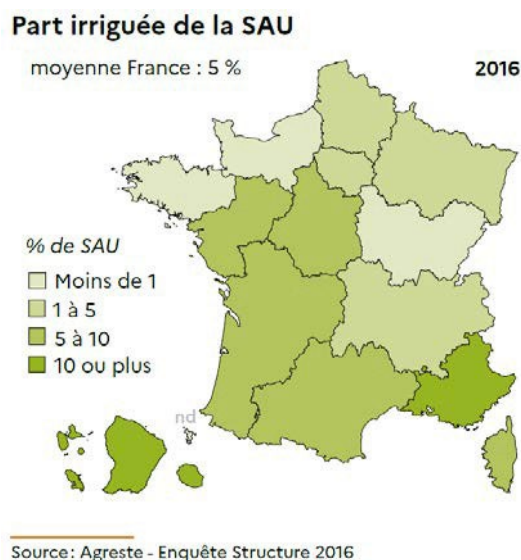 Part irriguée de la SAU
moyenne France : 5 %
2016
% de SAU
Moins de 1
1 à 5
5 à 10
10 ou plus
nd
Source : Agreste - Enquête Structure 2016